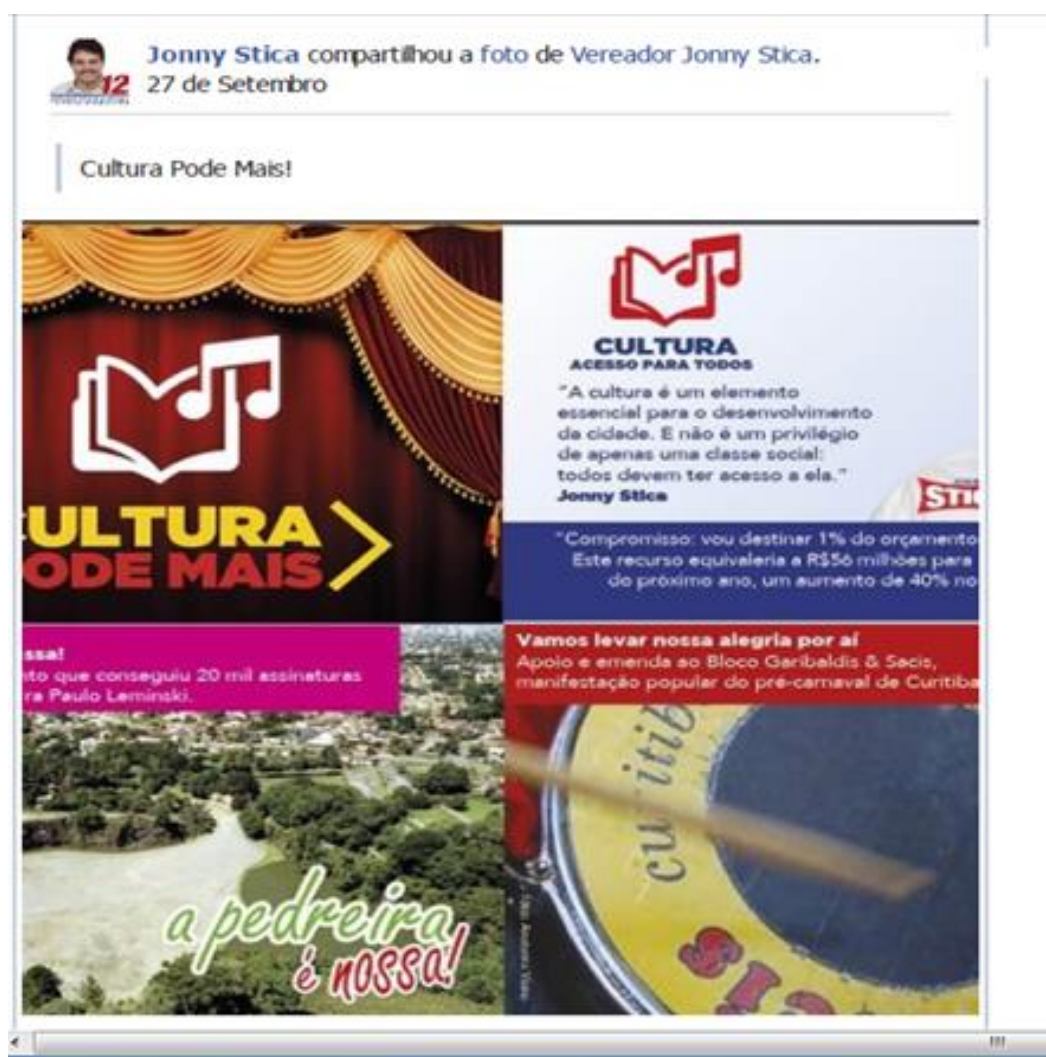 Jonny Stica compartilhou a foto de Vereador Jonny Stica.
27 de Setembro
12
Cultura Pode Mais!
ULTURA
ODE MAIS
CULTURA
ACESSO PARA TODOS
"A cultura é um elemento
essencial para o desenvolvimento
da cidade. E não é um privilégio
de apenas uma classe social:
todos devem ter acesso a ela."
Jonny Stica
STI
"Compromisso: vou destinar 1% do orçamento
Este recurso equivaleria a R$56 milhões para
do próximo ano, um aumento de 40% no
ssa!
nto que conseguiu 20 mil assinaturas
ra Paulo Leminski.
a pedreira
é nossa!
Vamos levar nossa alegria por aí
Apoio e emenda ao Bloco Garibaldis & Sacis,
manifestação popular do pré-carnaval de Curitiba
curitib